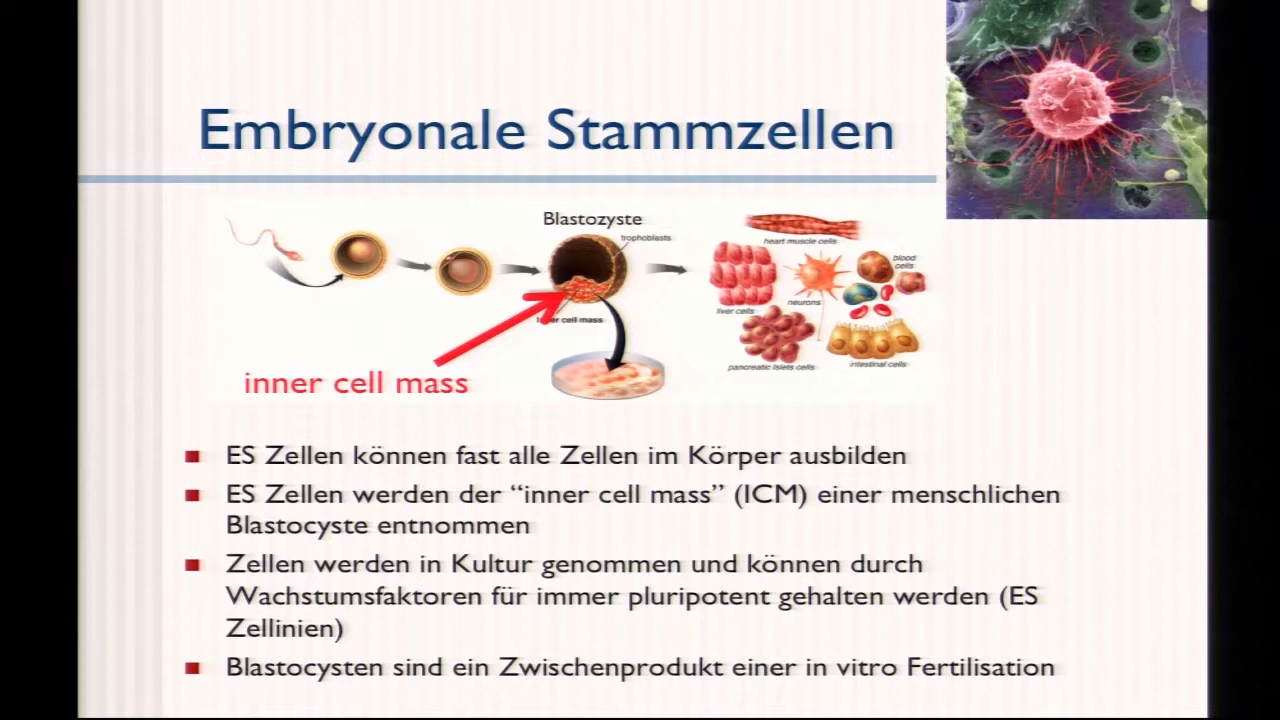 Embryonale Stammzellen
Blastozyste
trophoblasts
heart muscle cells
blood
cells
neurons
liver cells
cell mass
pancreatic Islets cells
intestinal cells
inner cell mass
ES Zellen können fast alle Zellen im Körper ausbilden
ES Zellen werden der “inner cell mass” (ICM) einer menschlichen
Blastocyste entnommen
Zellen werden in Kultur genommen und können durch
Wachstumsfaktoren für immer pluripotent gehalten werden (ES
Zellinien)
Blastocysten sind ein Zwischenprodukt einer in vitro Fertilisation